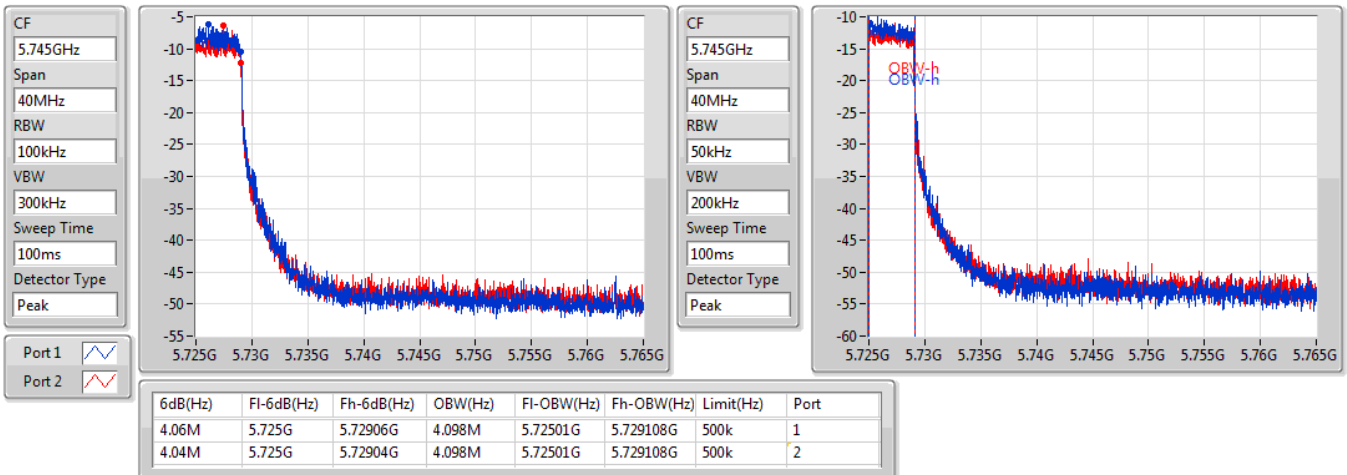 CF
5.745GHz
Span
40MHz
RBW
100kHz
VBW
300kHz
Sweep Time
100ms
Detector Type
Peak
Port 1
Port 2
-5
-10
-15
-20
-25
-30
-35
-40
-45
-50
-55
5.725G 5.73G 5.735G 5.74G 5.745G 5.75G 5.755G 5.76G 5.765G
CF
5.745GHz
Span
40MHz
RBW
50kHz
VBW
200kHz
Sweep Time
100ms
Detector Type
Peak
-10
-15
-20
-25
-30
-35
-40
-45
-50
-55
-60
OBW-h
OBW-h
5.725G 5.73G 5.735G 5.74G 5.745G 5.75G 5.755G 5.76G 5.765G
6dB(Hz) Fl-6dB(Hz) Fh-6dB(Hz) OBW(Hz) Fl-OBW(Hz) Fh-OBW(Hz) Limit(Hz) Port
4.06M 5.725G 5.72906G 4.098M 5.72501G 5.729108G 500k 1
4.04M 5.725G 5.72904G 4.098M 5.72501G 5.729108G 500k 2